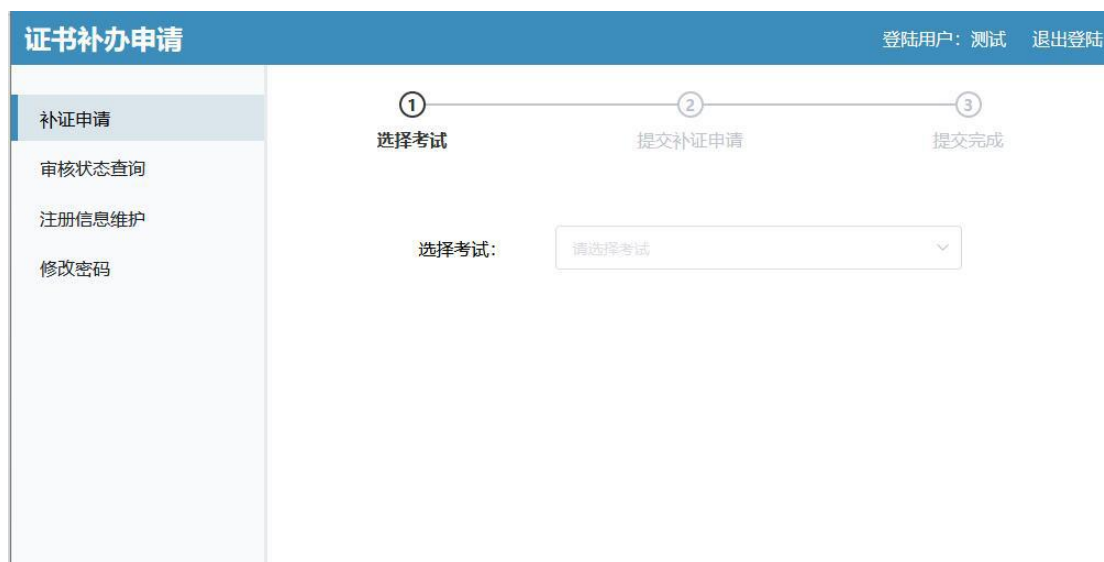 证书补办申请
登陆用户：测试 退出登陆
补证申请
审核状态查询
注册信息维护
修改密码
1 2 3
选择考试 提交补证申请 提交完成
选择考试： 请选择考试